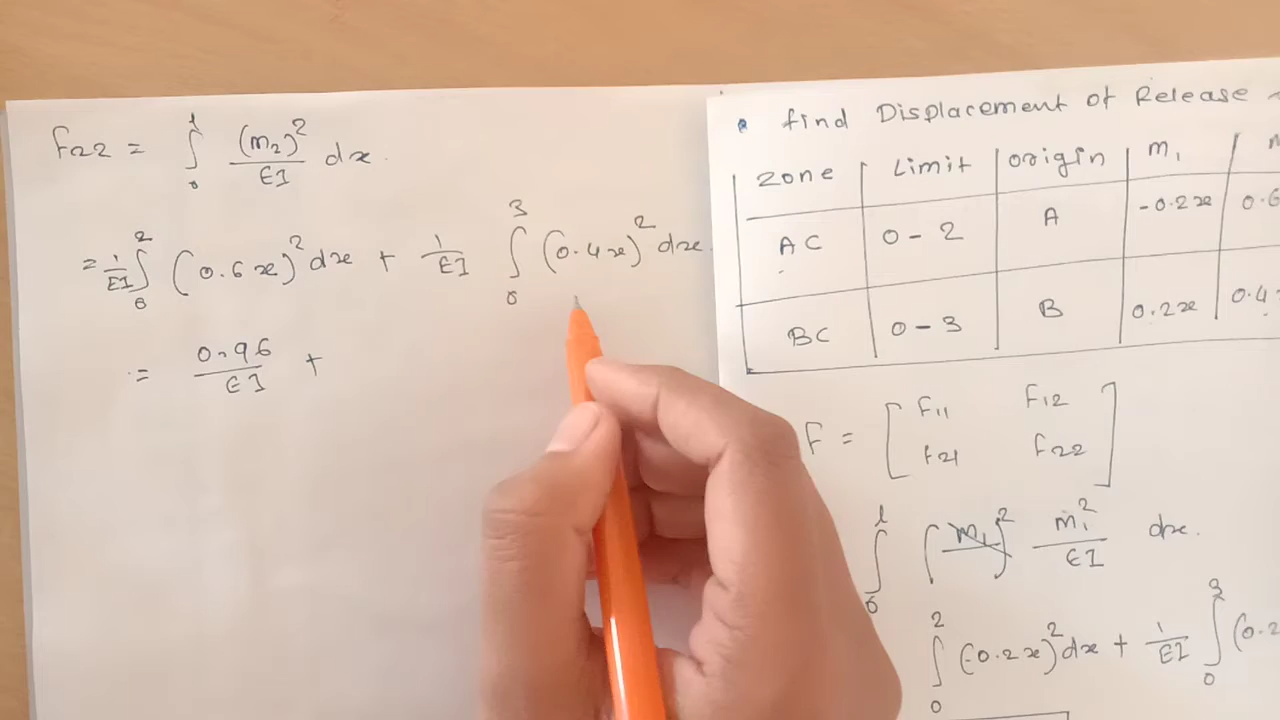 F22 = ∫₀ˡ (m₂)²/EI dx.
= 1/EI ∫₀² (0.6x)² dx + 1/EI ∫₀³ (0.4x)² dx.
= 0.96/EI +
• find Displacement of Release
Zone Limit Origin m₁
AC 0-2 A -0.2x 0.6
BC 0-3 B 0.2x 0.4
F = [F11 F12
F21 F22]
∫₀ˡ m₁²/EI dx.
∫₀² (-0.2x)² dx + 1/EI ∫₀³ (0.2